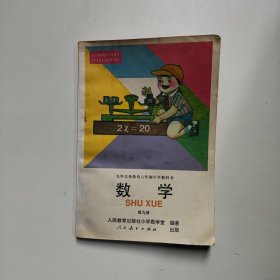 2χ=20
九年义务教育六年制小学教科书
数 学
SHU XUE
第九册
人民教育出版社小学数学室 编著
人民教育出版社 出版